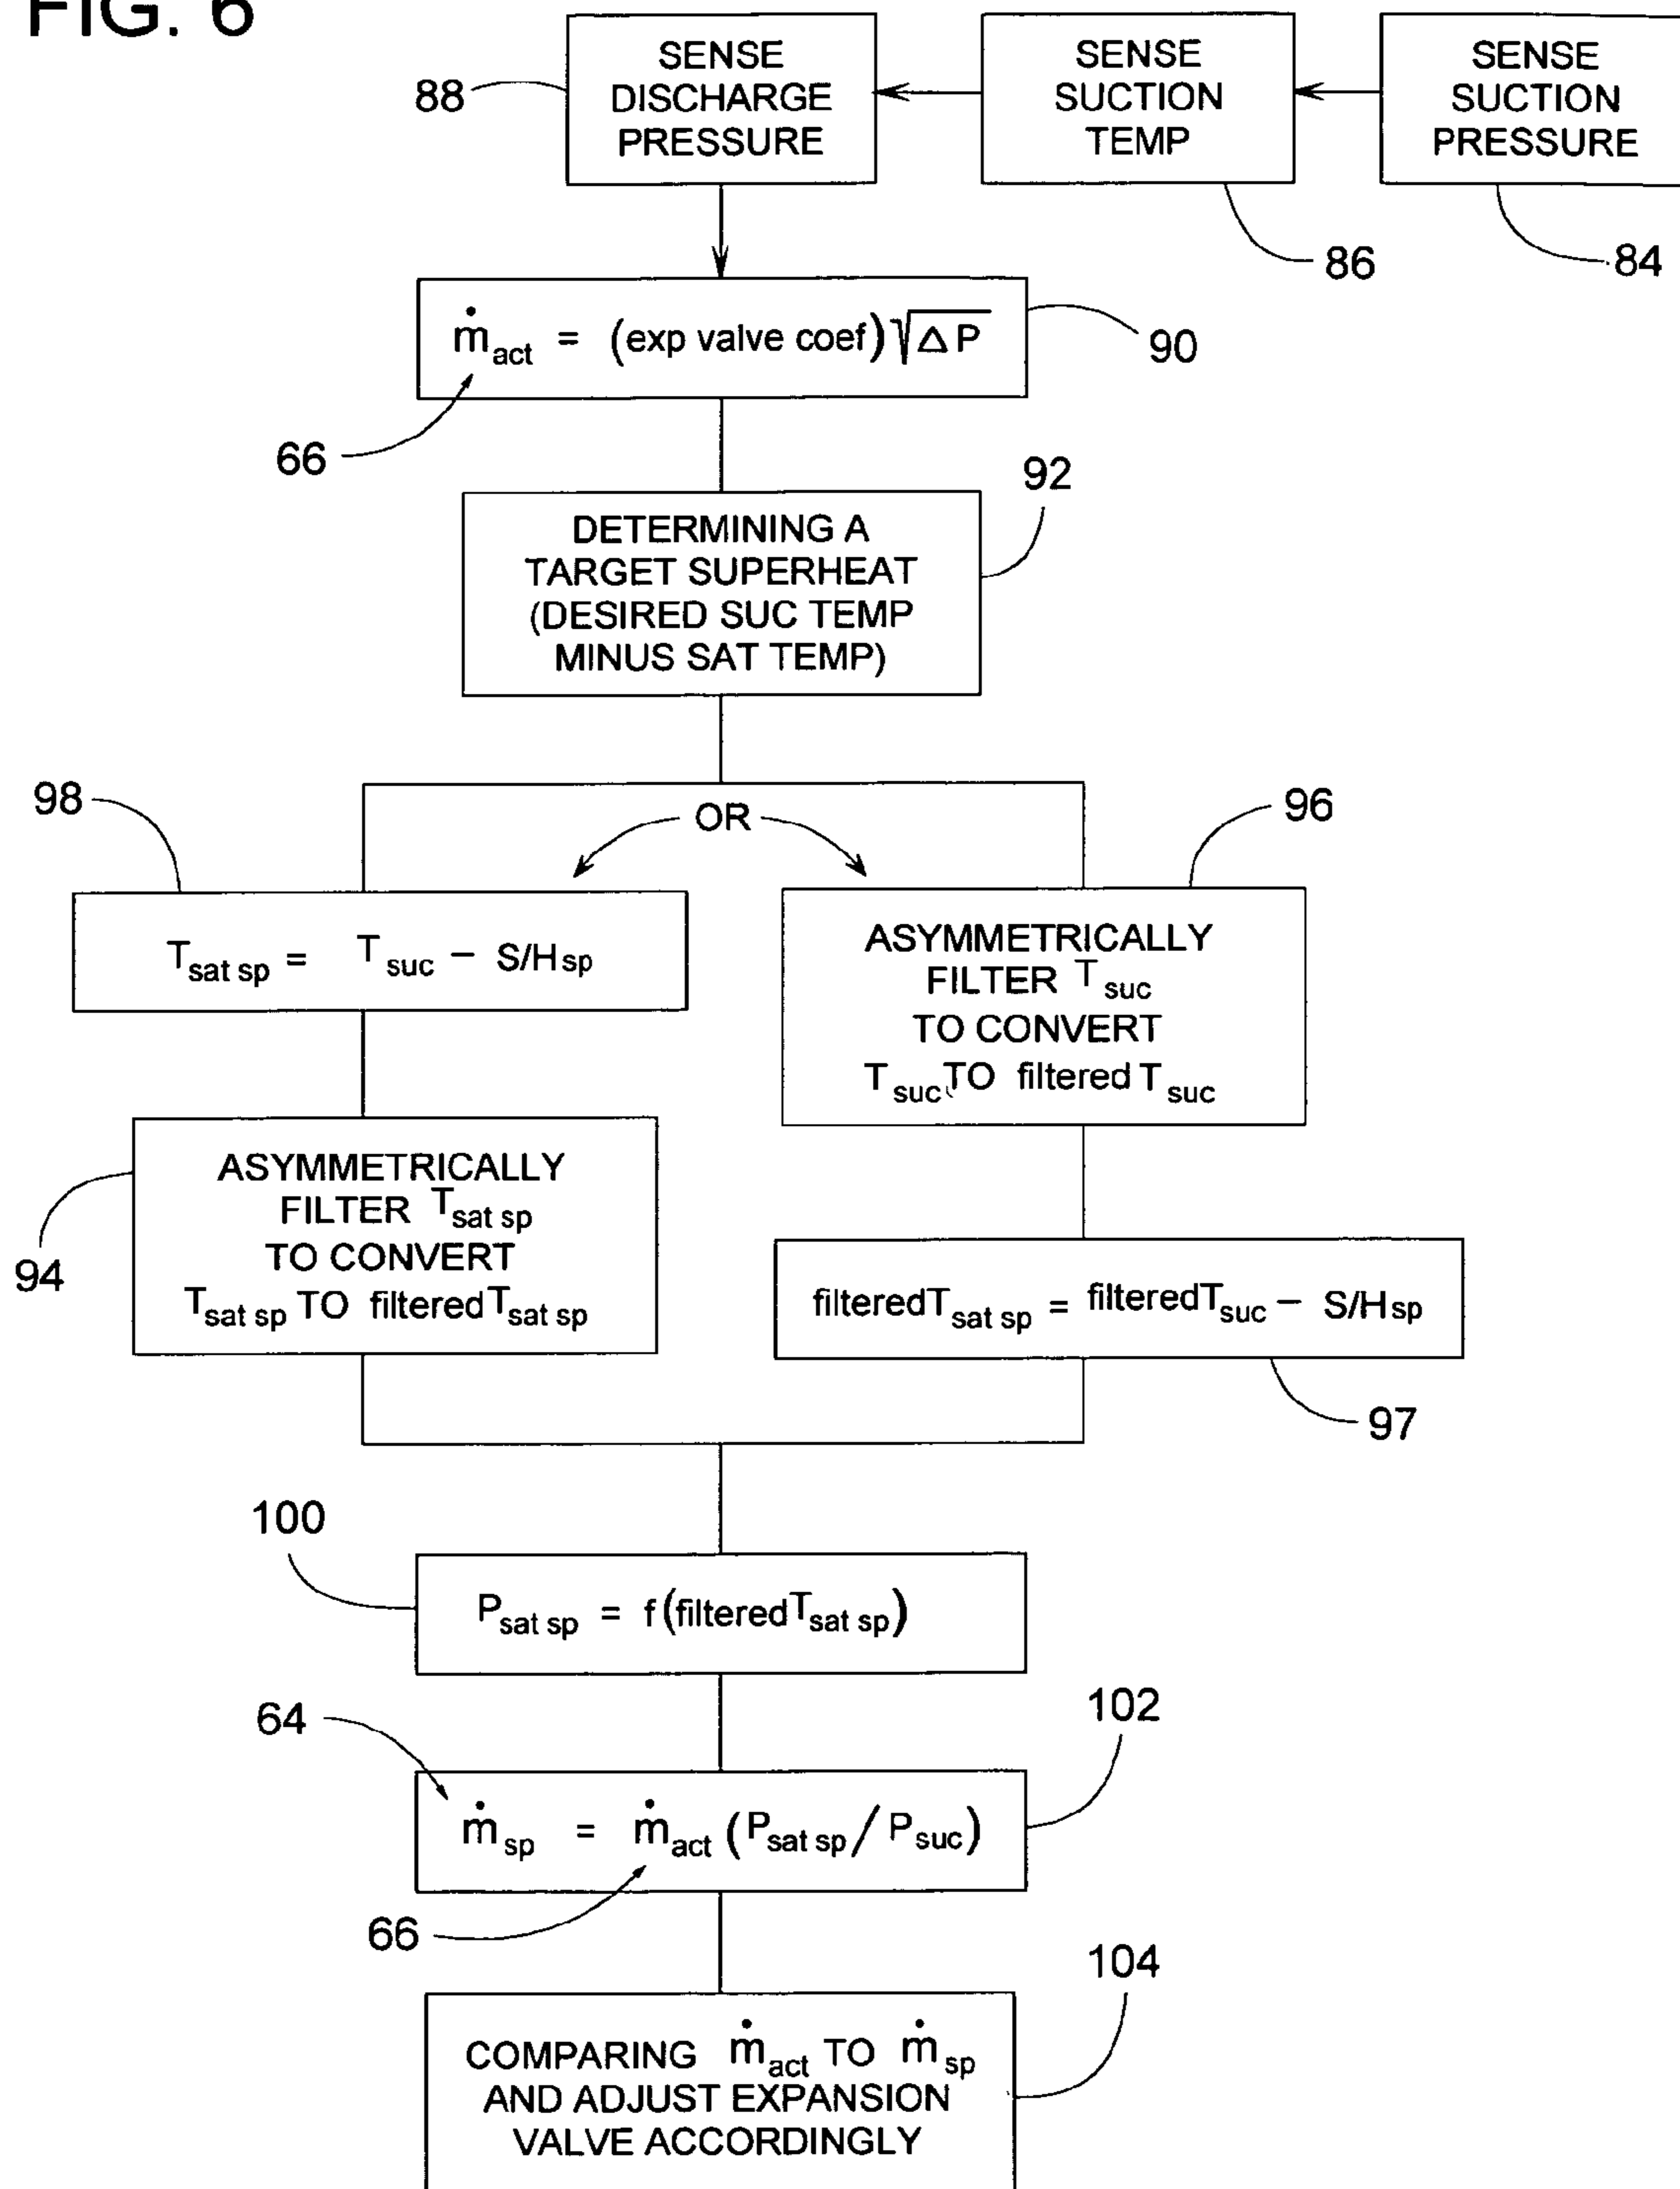 FIG. 6
SENSE
DISCHARGE
PRESSURE
88
SENSE
SUCTION
TEMP
86
SENSE
SUCTION
PRESSURE
84
ṁact = (exp valve coef)√ΔP
90
66
DETERMINING A
TARGET SUPERHEAT
(DESIRED SUC TEMP
MINUS SAT TEMP)
92
OR
98
Tsat sp = Tsuc – S/Hsp
96
ASYMMETRICALLY
FILTER Tsuc
TO CONVERT
Tsuc TO filtered Tsuc
94
ASYMMETRICALLY
FILTER Tsat sp
TO CONVERT
Tsat sp TO filteredTsat sp
filteredTsat sp = filteredTsuc – S/Hsp
97
100
Psat sp = f(filteredTsat sp)
64
102
ṁsp = ṁact (Psat sp/Psuc)
66
104
COMPARING ṁact TO ṁsp
AND ADJUST EXPANSION
VALVE ACCORDINGLY